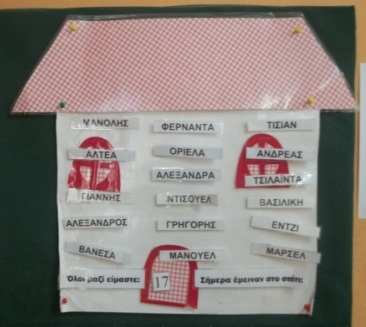 ΜΑΝΟΛΗΣ ΦΕΡΝΑΝΤΑ ΤΙΣΙΑΝ
ΑΛΤΕΑ ΟΡΙΕΛΑ ΑΝΔΡΕΑΣ
ΑΛΕΞΑΝΔΡΑ ΤΣΙΛΑΪΝΤΑ
ΓΙΑΝΝΗΣ ΝΤΙΣΟΥΕΛ ΒΑΣΙΛΙΚΗ
ΑΛΕΞΑΝΔΡΟΣ ΓΡΗΓΟΡΗΣ ΕΝΤΖΙ
ΒΑΝΕΣΑ ΜΑΝΟΥΕΛ ΜΑΡΣΕΛ
Όλοι μαζί είμαστε: 17 Σήμερα έμειναν στο σπίτι: